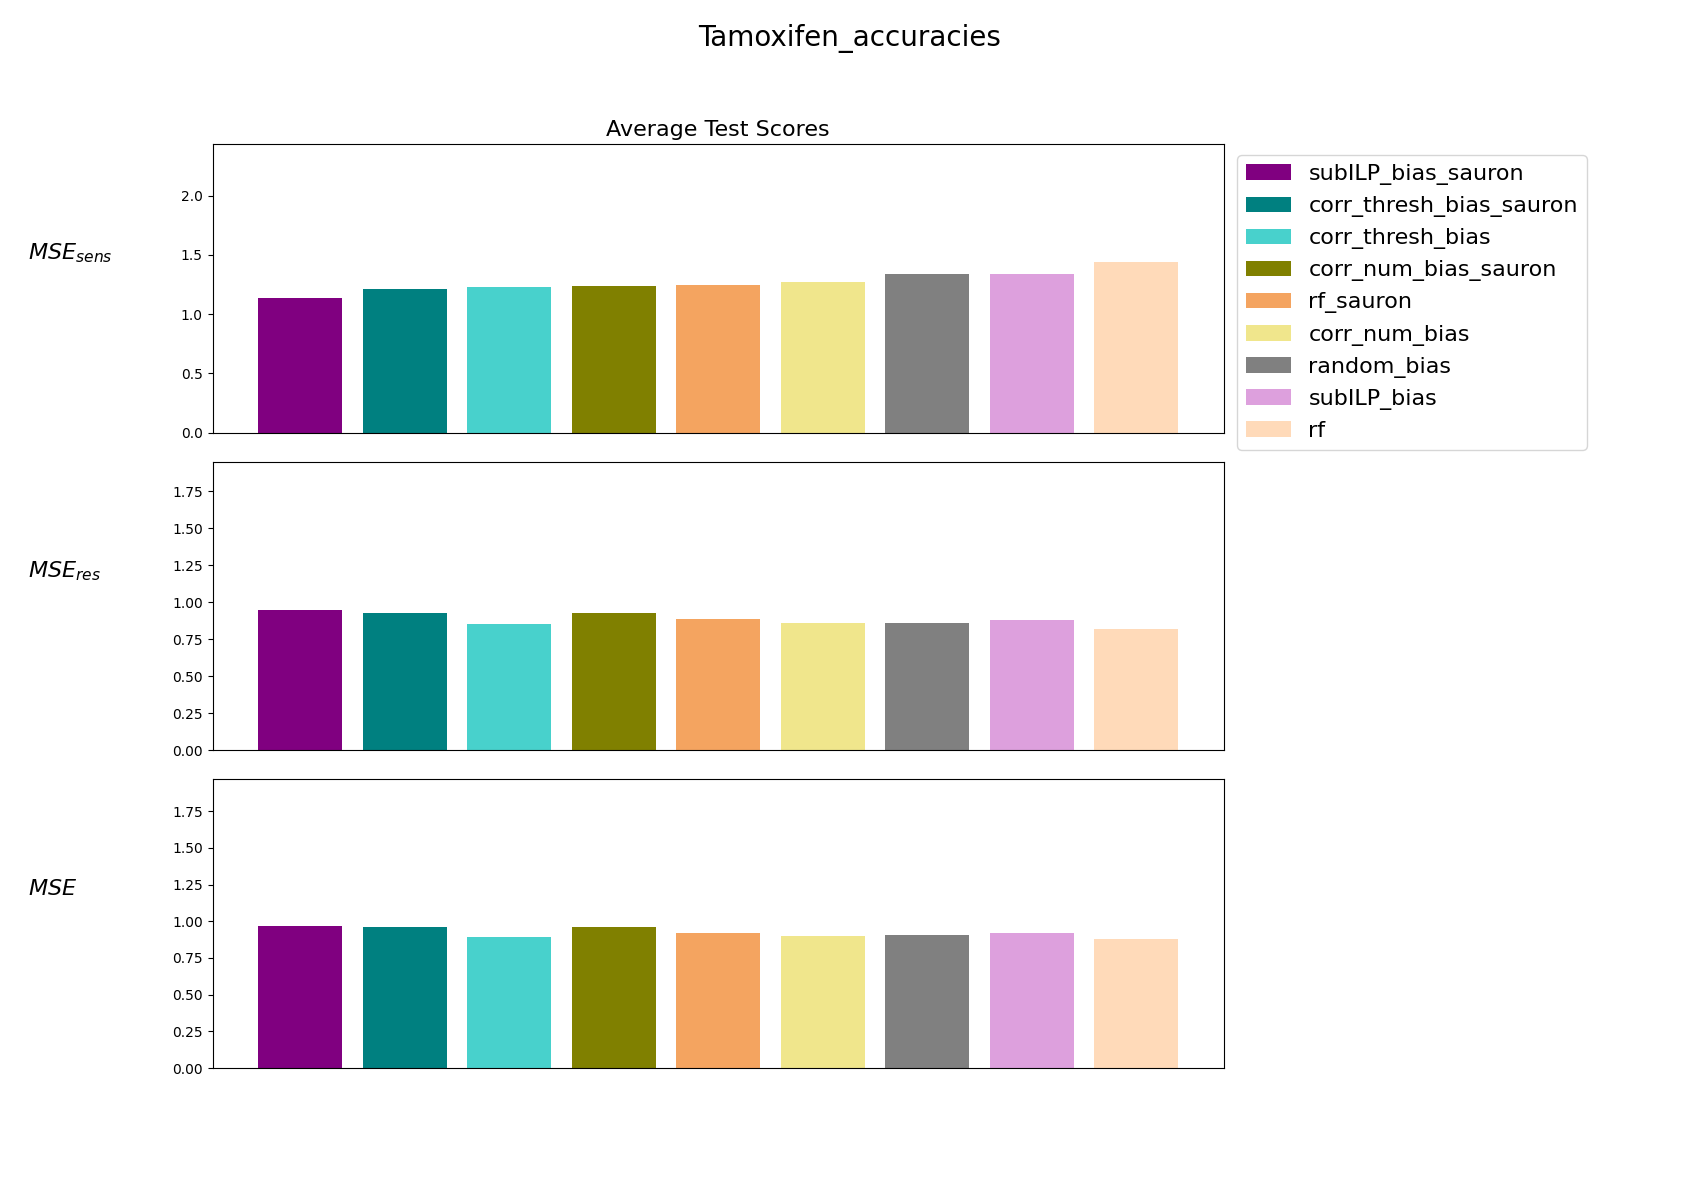 Tamoxifen_accuracies
Average Test Scores
MSE_sens
2.0
1.5
1.0
0.5
0.0
subILP_bias_sauron
corr_thresh_bias_sauron
corr_thresh_bias
corr_num_bias_sauron
rf_sauron
corr_num_bias
random_bias
subILP_bias
rf
MSE_res
1.75
1.50
1.25
1.00
0.75
0.50
0.25
0.00
MSE
1.75
1.50
1.25
1.00
0.75
0.50
0.25
0.00